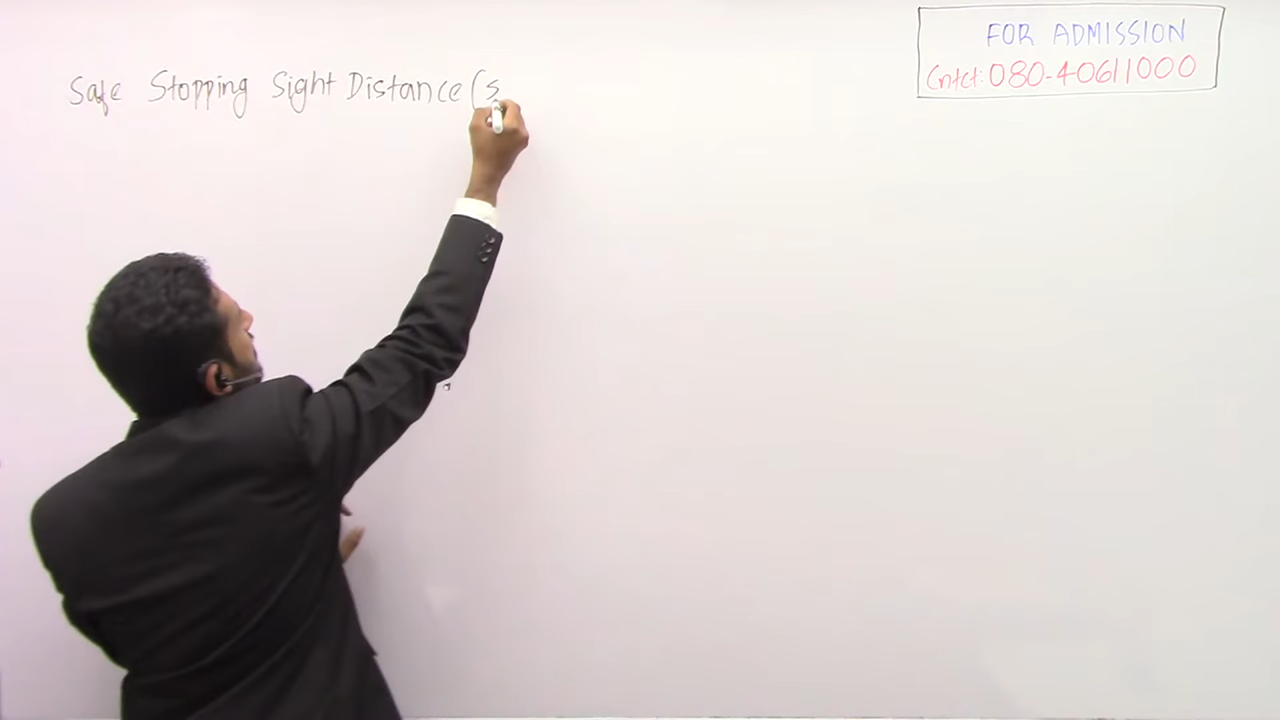 Safe Stopping Sight Distance (s
FOR ADMISSION
Cntct: 080-40611000